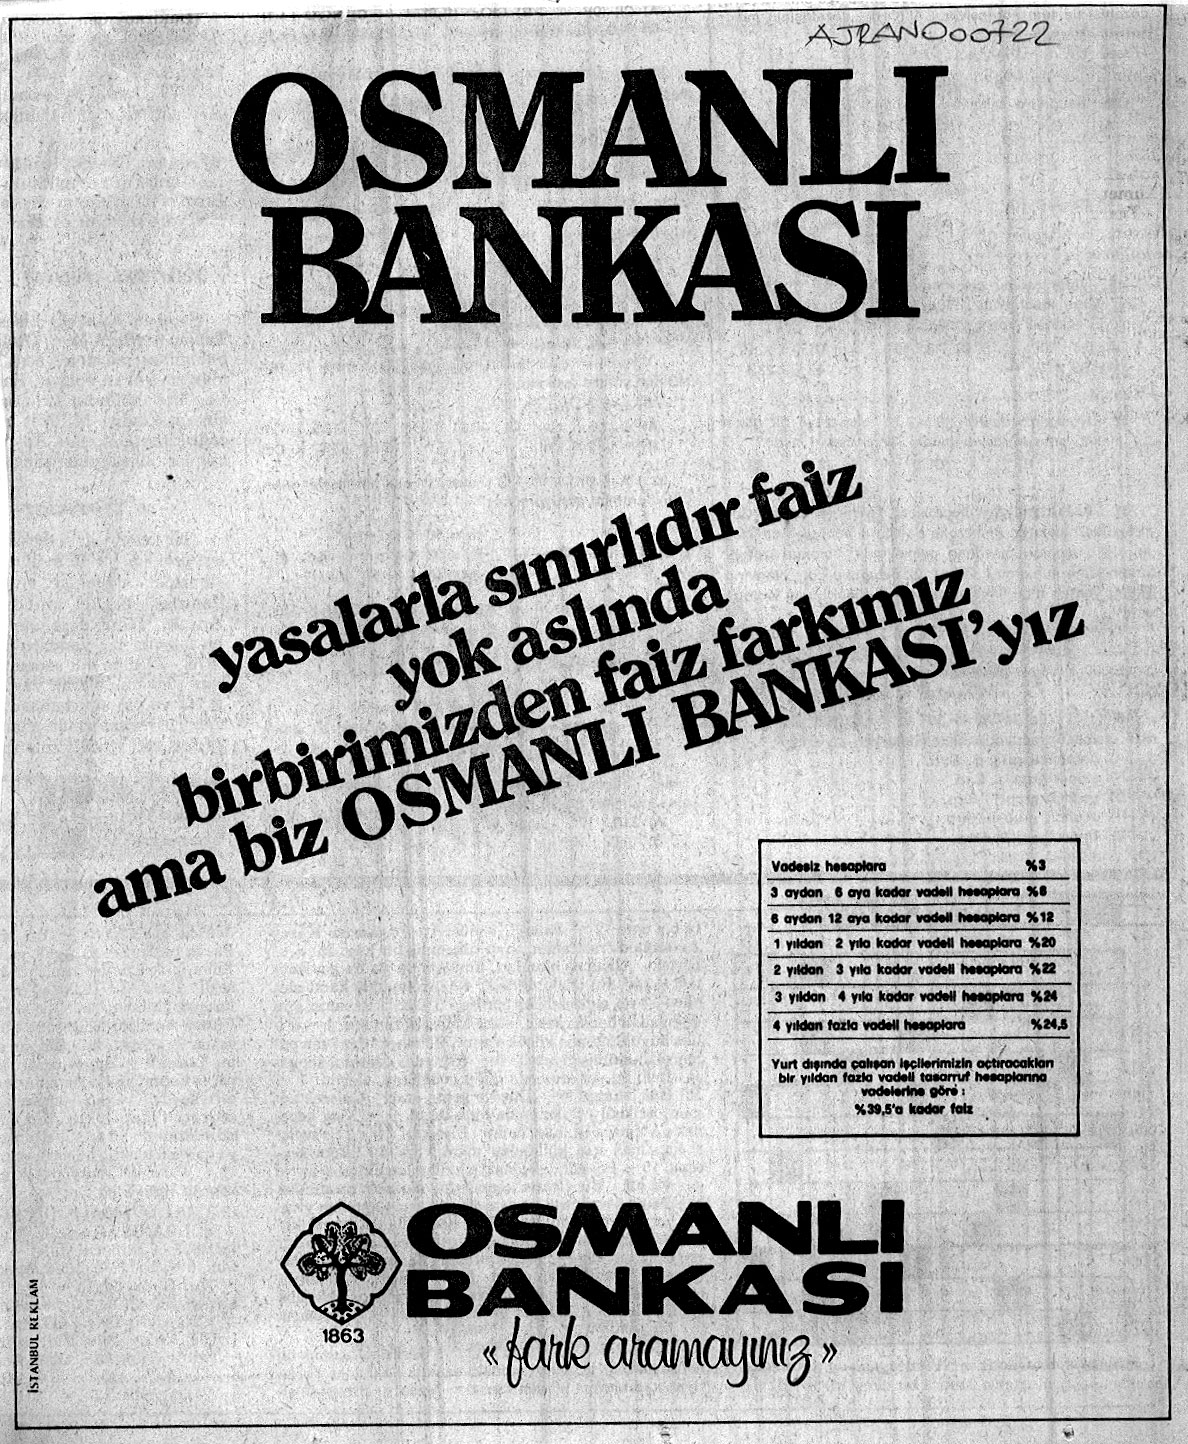 AJRAN000722
OSMANLI
BANKASI
yasalarla sınırlıdır faiz
yok aslında
birbirimizden faiz farkımız
ama biz OSMANLI BANKASI'yız
Vadesiz hesaplara %3
3 aydan 6 aya kadar vadeli hesaplara %8
6 aydan 12 aya kadar vadeli hesaplara %12
1 yıldan 2 yıla kadar vadeli hesaplara %20
2 yıldan 3 yıla kadar vadeli hesaplara %22
3 yıldan 4 yıla kadar vadeli hesaplara %24
4 yıldan fazla vadeli hesaplara %24,5
Yurt dışında çalışan işçilerimizin açtıracakları
bir yıldan fazla vadeli tasarruf hesaplarına
vadelerine göre :
%39,5'a kadar faiz
OSMANLI
BANKASI
1863
«fark aramayınız»
İSTANBUL REKLAM